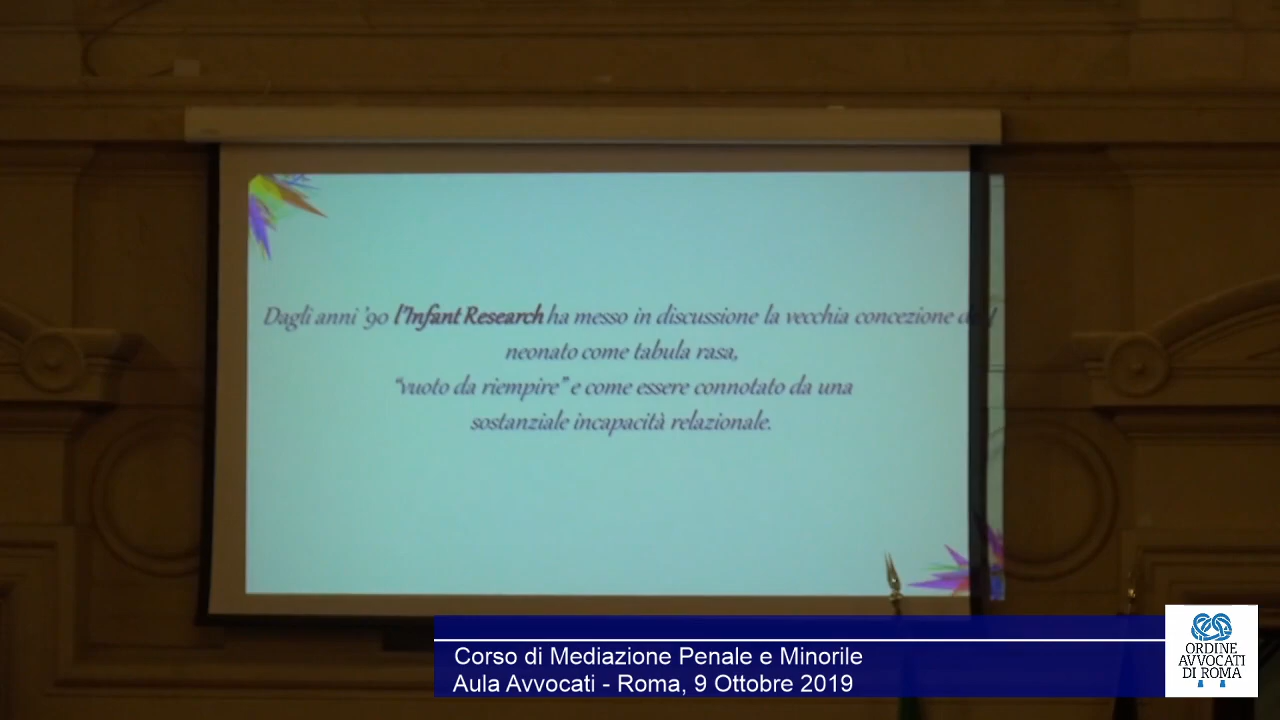 Dagli anni '90 l'Infant Research ha messo in discussione la vecchia concezione del
neonato come tabula rasa,
"vuoto da riempire" e come essere connotato da una
sostanziale incapacità relazionale.
Corso di Mediazione Penale e Minorile
Aula Avvocati - Roma, 9 Ottobre 2019
ORDINE
AVVOCATI
DI ROMA